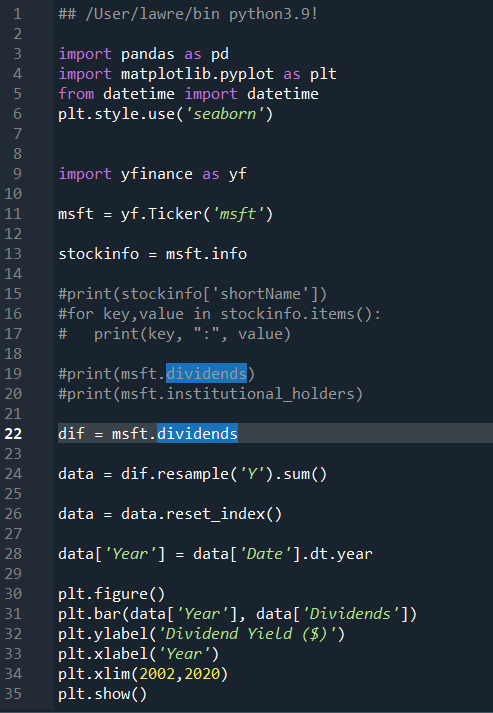 1 ## /User/lawre/bin python3.9!
2
3 import pandas as pd
4 import matplotlib.pyplot as plt
5 from datetime import datetime
6 plt.style.use('seaborn')
7
8
9 import yfinance as yf
10
11 msft = yf.Ticker('msft')
12
13 stockinfo = msft.info
14
15 #print(stockinfo['shortName'])
16 #for key,value in stockinfo.items():
17 #   print(key, ":", value)
18
19 #print(msft.dividends)
20 #print(msft.institutional_holders)
21
22 dif = msft.dividends
23
24 data = dif.resample('Y').sum()
25
26 data = data.reset_index()
27
28 data['Year'] = data['Date'].dt.year
29
30 plt.figure()
31 plt.bar(data['Year'], data['Dividends'])
32 plt.ylabel('Dividend Yield ($)')
33 plt.xlabel('Year')
34 plt.xlim(2002,2020)
35 plt.show()